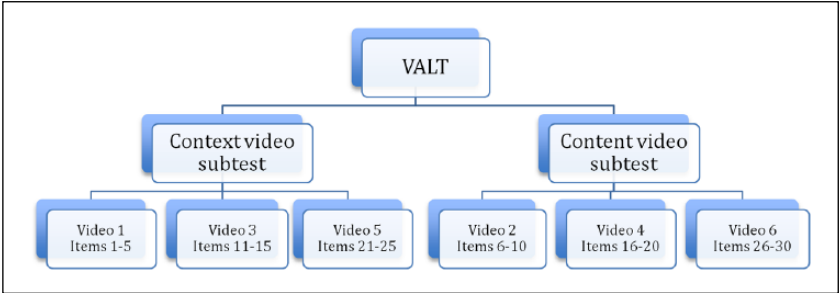 VALT
Context video
subtest
Content video
subtest
Video 1
Items 1-5
Video 3
Items 11-15
Video 5
Items 21-25
Video 2
Items 6-10
Video 4
Items 16-20
Video 6
Items 26-30